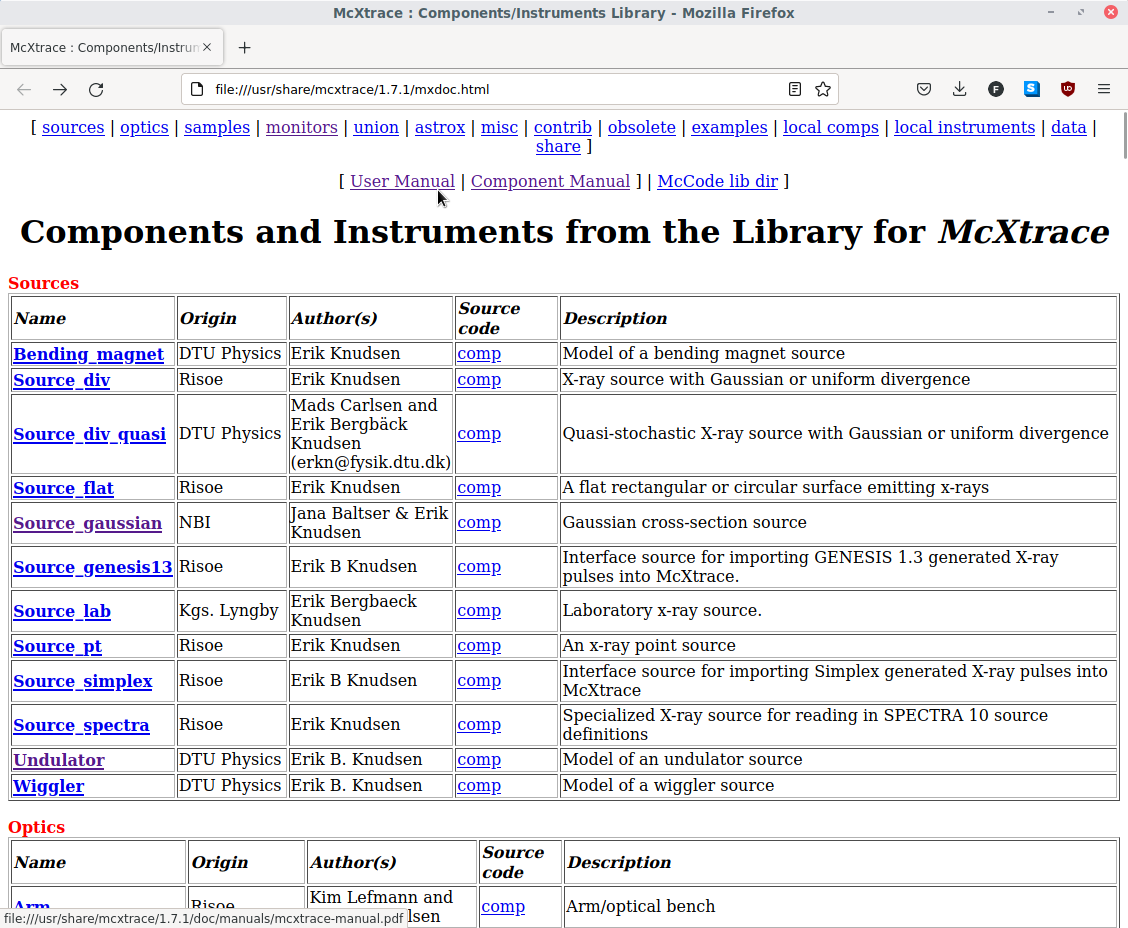 McXtrace : Components/Instruments Library - Mozilla Firefox
McXtrace : Components/Instrum
file:///usr/share/mcxtrace/1.7.1/mxdoc.html
[ sources | optics | samples | monitors | union | astrox | misc | contrib | obsolete | examples | local comps | local instruments | data |
share ]
[ User Manual | Component Manual ] | McCode lib dir ]
Components and Instruments from the Library for McXtrace
Sources
Name Origin Author(s) Source code Description
Bending_magnet DTU Physics Erik Knudsen comp Model of a bending magnet source
Source_div Risoe Erik Knudsen comp X-ray source with Gaussian or uniform divergence
Source_div_quasi DTU Physics Mads Carlsen and Erik Bergbäck Knudsen (erkn@fysik.dtu.dk) comp Quasi-stochastic X-ray source with Gaussian or uniform divergence
Source_flat Risoe Erik Knudsen comp A flat rectangular or circular surface emitting x-rays
Source_gaussian NBI Jana Baltser & Erik Knudsen comp Gaussian cross-section source
Source_genesis13 Risoe Erik B Knudsen comp Interface source for importing GENESIS 1.3 generated X-ray pulses into McXtrace.
Source_lab Kgs. Lyngby Erik Bergbaeck Knudsen comp Laboratory x-ray source.
Source_pt Risoe Erik Knudsen comp An x-ray point source
Source_simplex Risoe Erik B Knudsen comp Interface source for importing Simplex generated X-ray pulses into McXtrace
Source_spectra Risoe Erik Knudsen comp Specialized X-ray source for reading in SPECTRA 10 source definitions
Undulator DTU Physics Erik B. Knudsen comp Model of an undulator source
Wiggler DTU Physics Erik B. Knudsen comp Model of a wiggler source
Optics
Name Origin Author(s) Source code Description
Arm Risoe Kim Lefmann and lsen comp Arm/optical bench
file:///usr/share/mcxtrace/1.7.1/doc/manuals/mcxtrace-manual.pdf